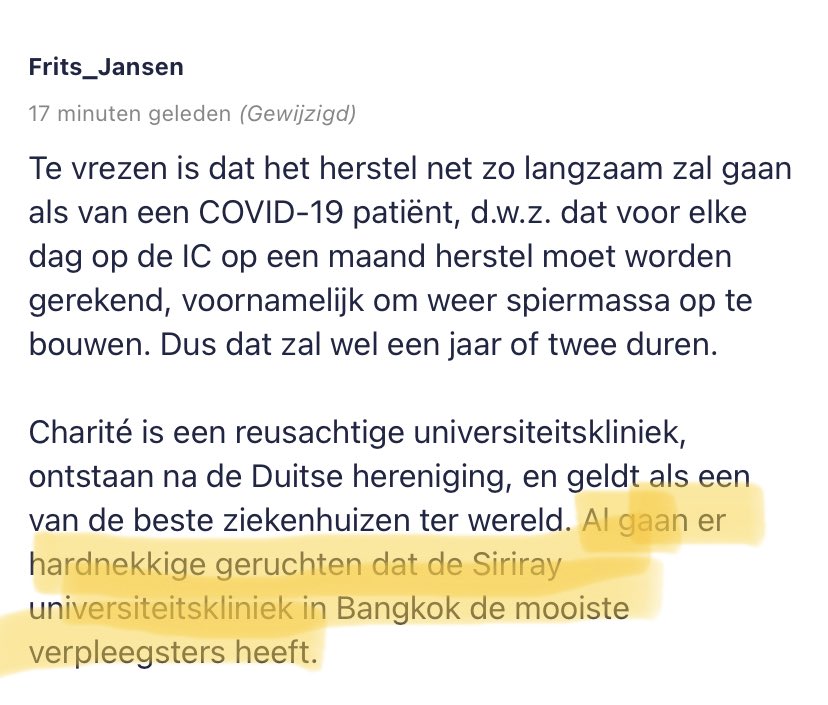 Frits_Jansen
17 minuten geleden (Gewijzigd)
Te vrezen is dat het herstel net zo langzaam zal gaan
als van een COVID-19 patiënt, d.w.z. dat voor elke
dag op de IC op een maand herstel moet worden
gerekend, voornamelijk om weer spiermassa op te
bouwen. Dus dat zal wel een jaar of twee duren.
Charité is een reusachtige universiteitskliniek,
ontstaan na de Duitse hereniging, en geldt als een
van de beste ziekenhuizen ter wereld. Al gaan er
hardnekkige geruchten dat de Siriray
universiteitskliniek in Bangkok de mooiste
verpleegsters heeft.